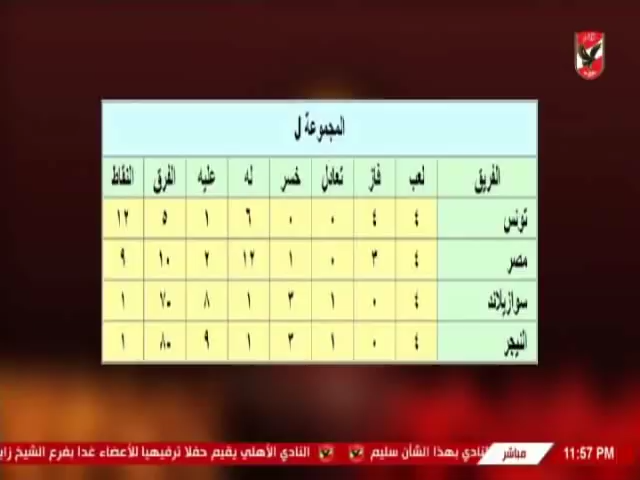 المجموعة ل
الفريق لعب فاز تعادل خسر له عليه الفرق النقاط
تونس ٤ ٤ ٠ ٠ ٦ ١ ٥ ١٢
مصر ٤ ٣ ٠ ١ ١٢ ٢ ١٠ ٩
سوازيلاند ٤ ٠ ١ ٣ ١ ٨ ٧- ١
النيجر ٤ ٠ ١ ٣ ١ ٩ ٨- ١
11:57 PM
مباشر
النادي بهذا الشأن سليم
النادي الأهلي يقيم حفلا ترفيهيا للأعضاء غدا بفرع الشيخ زاي